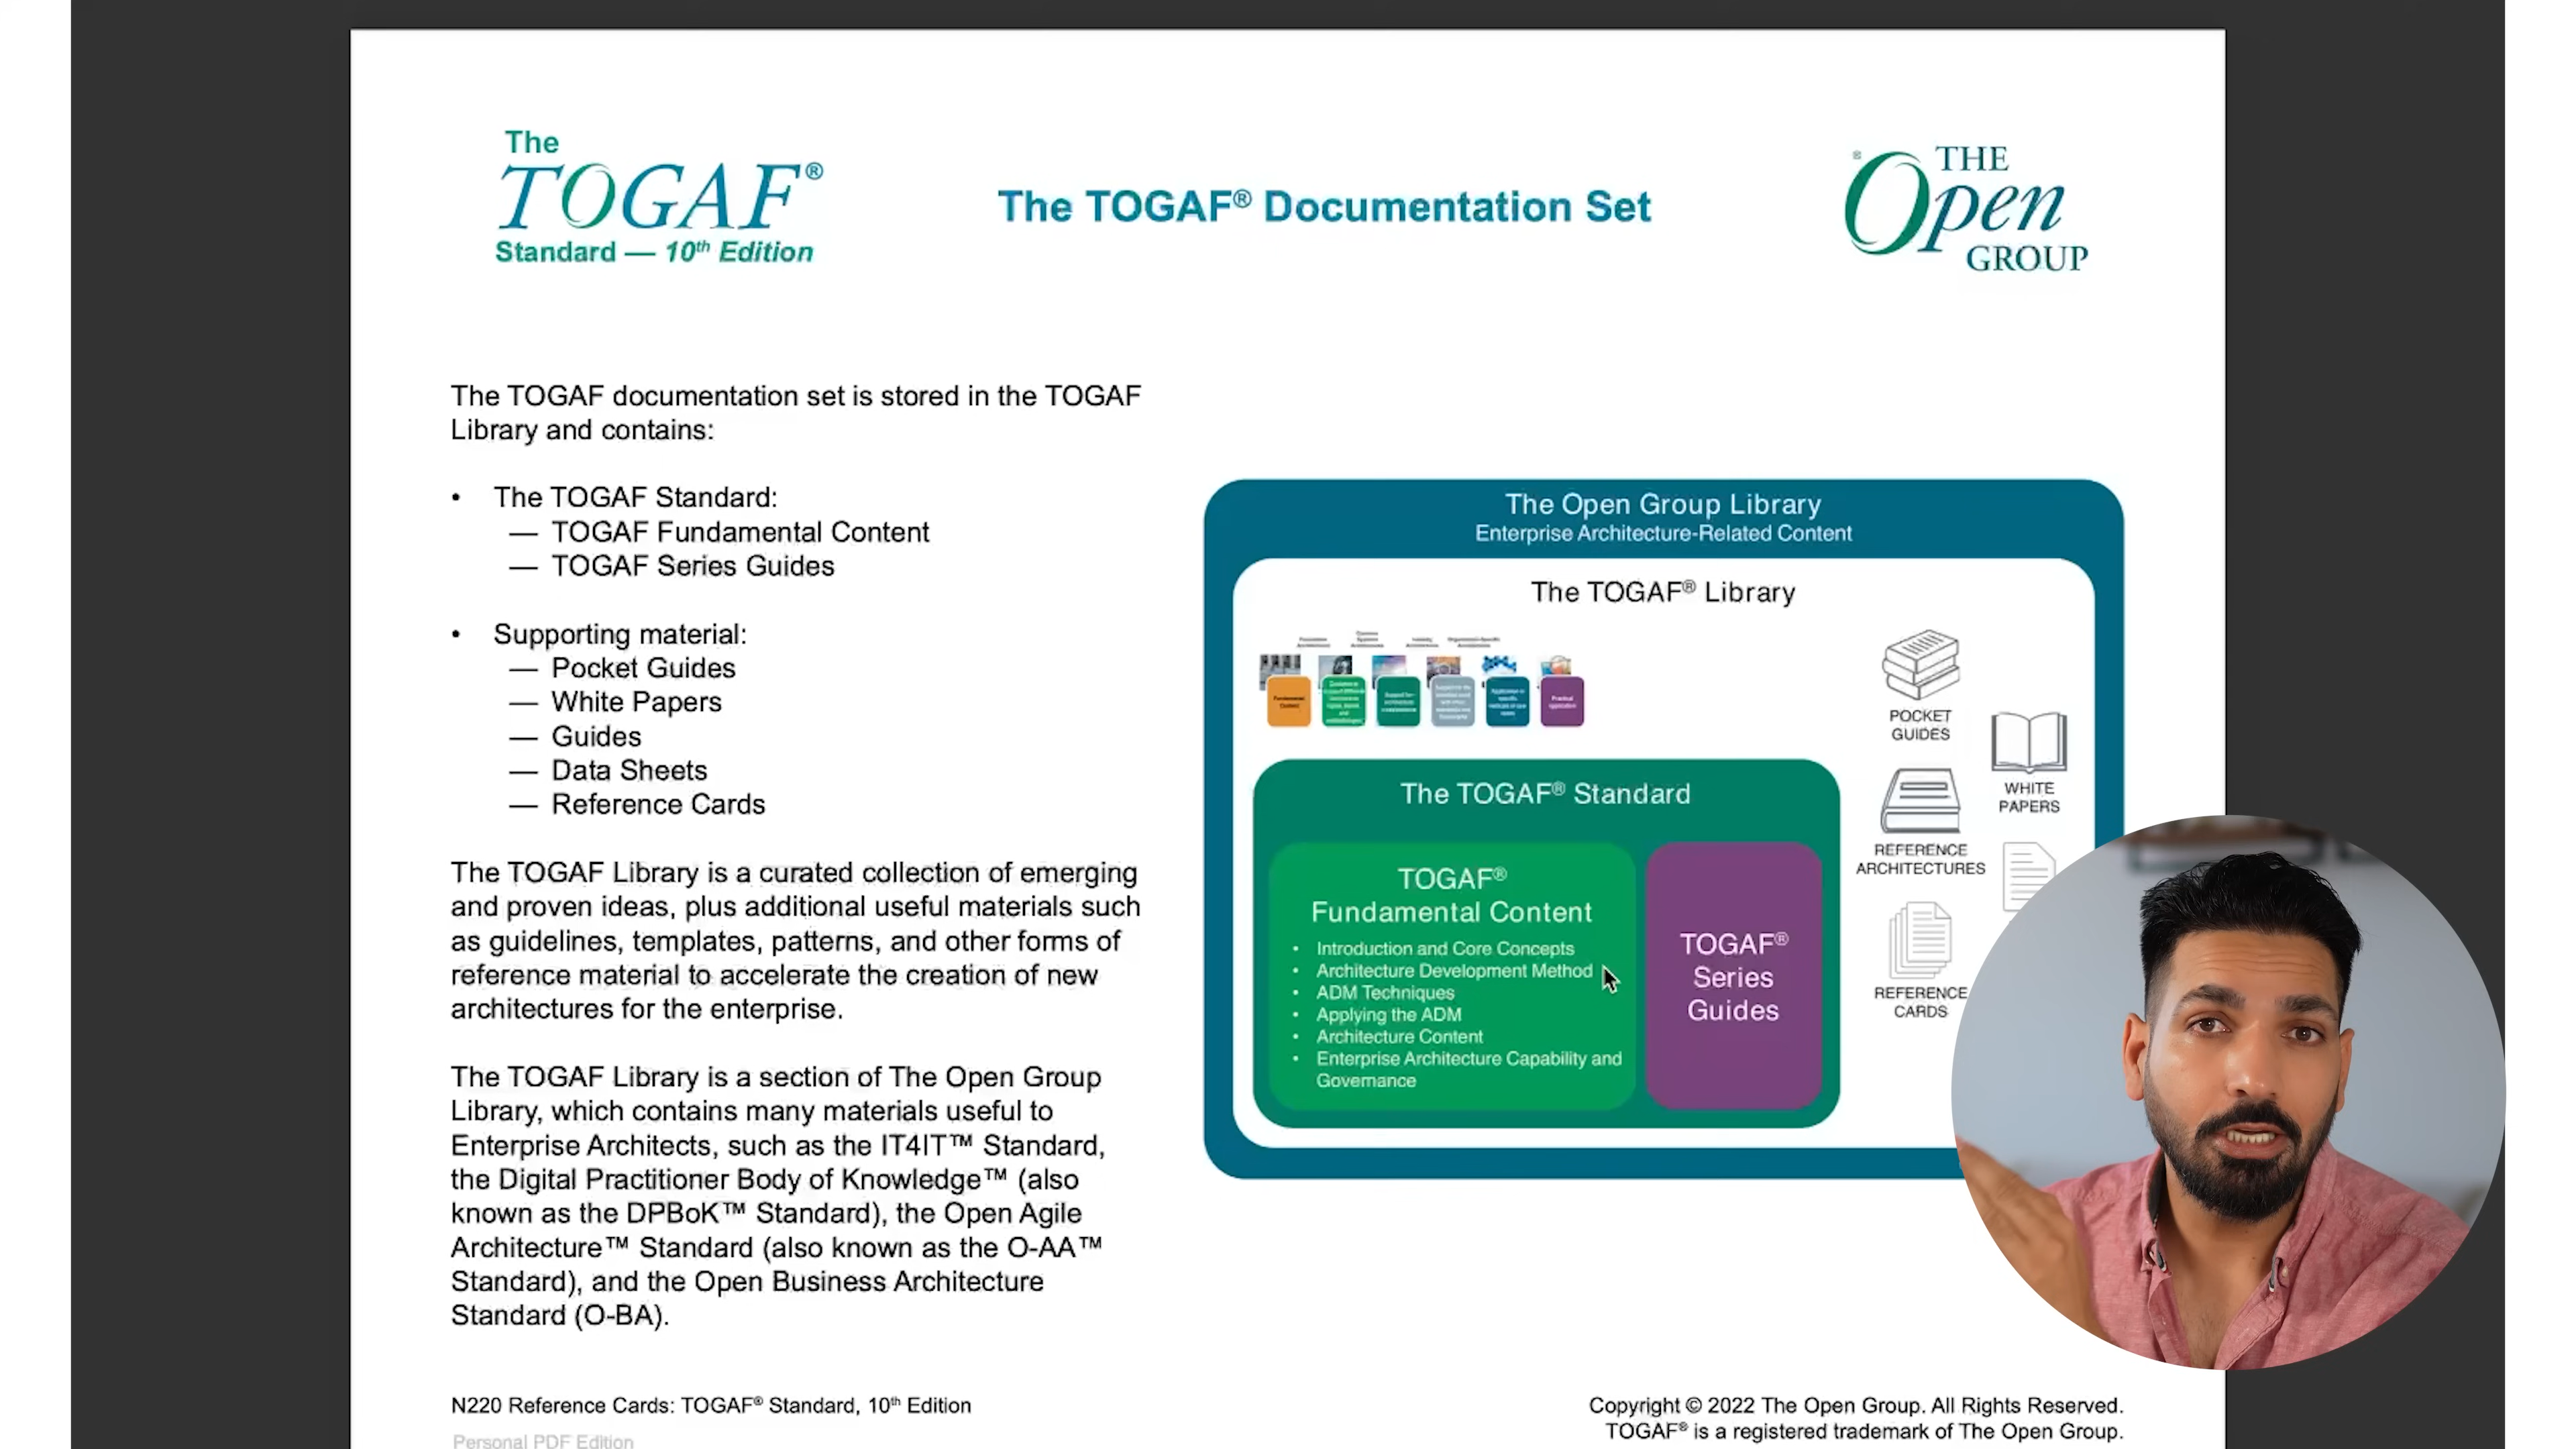 The
TOGAF®
Standard — 10th Edition
The TOGAF® Documentation Set
® THE
Open
GROUP
The TOGAF documentation set is stored in the TOGAF
Library and contains:
• The TOGAF Standard:
— TOGAF Fundamental Content
— TOGAF Series Guides
• Supporting material:
— Pocket Guides
— White Papers
— Guides
— Data Sheets
— Reference Cards
The TOGAF Library is a curated collection of emerging
and proven ideas, plus additional useful materials such
as guidelines, templates, patterns, and other forms of
reference material to accelerate the creation of new
architectures for the enterprise.
The TOGAF Library is a section of The Open Group
Library, which contains many materials useful to
Enterprise Architects, such as the IT4IT™ Standard,
the Digital Practitioner Body of Knowledge™ (also
known as the DPBoK™ Standard), the Open Agile
Architecture™ Standard (also known as the O-AA™
Standard), and the Open Business Architecture
Standard (O-BA).
The Open Group Library
Enterprise Architecture-Related Content
The TOGAF® Library
Fundamental
Content
Practical
application
POCKET
GUIDES
WHITE
PAPERS
REFERENCE
ARCHITECTURES
REFERENCE
CARDS
The TOGAF® Standard
TOGAF®
Fundamental Content
• Introduction and Core Concepts
• Architecture Development Method
• ADM Techniques
• Applying the ADM
• Architecture Content
• Enterprise Architecture Capability and
Governance
TOGAF®
Series
Guides
N220 Reference Cards: TOGAF® Standard, 10th Edition
Personal PDF Edition
Copyright © 2022 The Open Group. All Rights Reserved.
TOGAF® is a registered trademark of The Open Group.